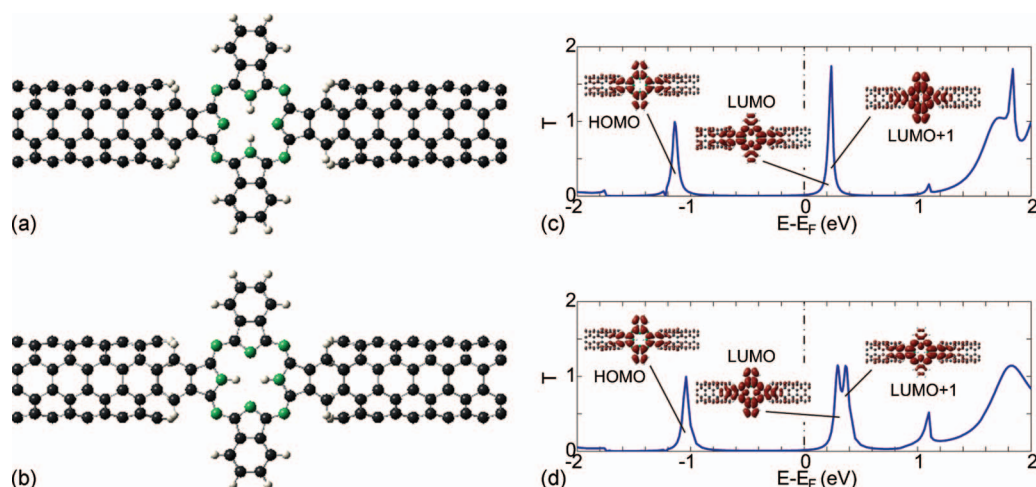 (a)
(b)
2
1
T
0
-2
-1
0
1
2
E-E_F (eV)
HOMO
LUMO
LUMO+1
(c)
2
1
T
0
-2
-1
0
1
2
E-E_F (eV)
HOMO
LUMO
LUMO+1
(d)